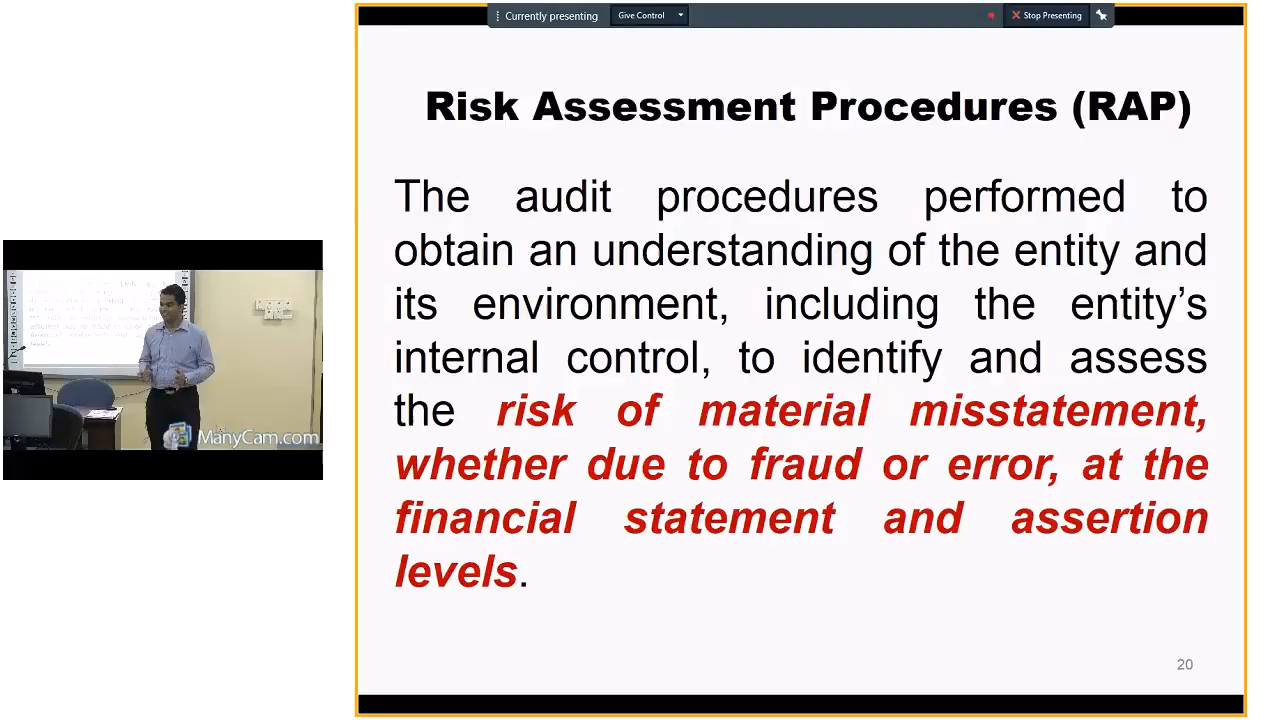 Currently presenting
Give Control
Stop Presenting
Risk Assessment Procedures (RAP)
The audit procedures performed to
obtain an understanding of the entity and
its environment, including the entity’s
internal control, to identify and assess
the risk of material misstatement,
whether due to fraud or error, at the
financial statement and assertion
levels.
20
ManyCam.com